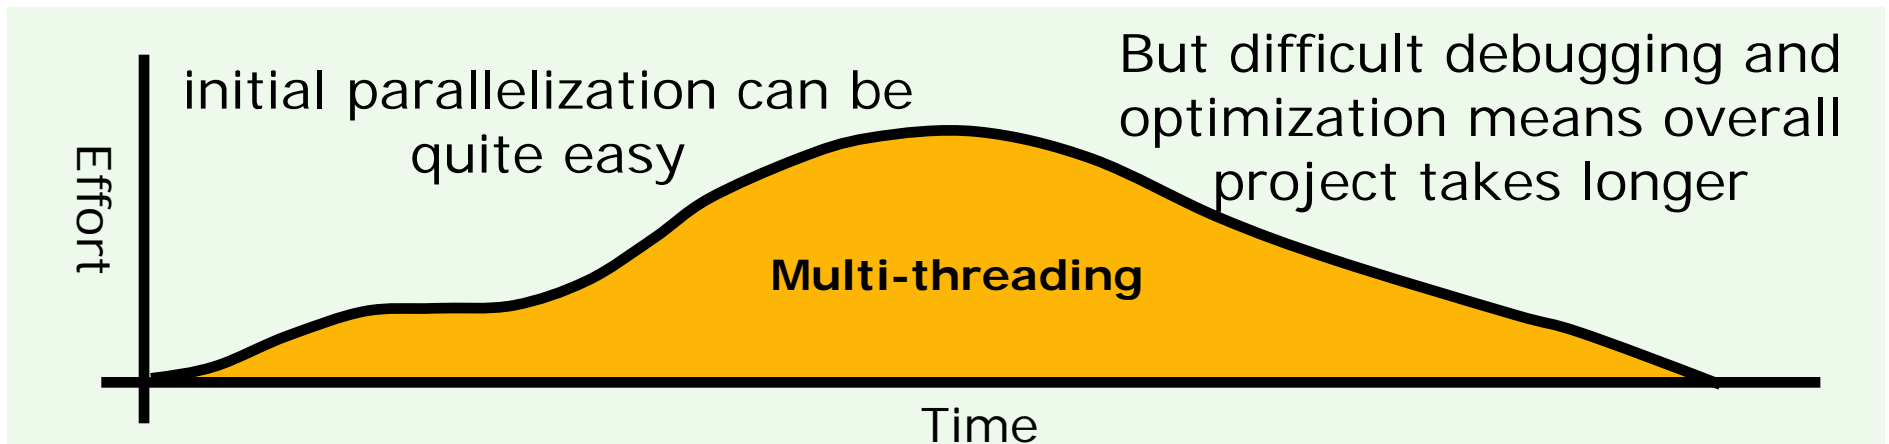 initial parallelization can be
quite easy
But difficult debugging and
optimization means overall
project takes longer
Effort
Multi-threading
Time